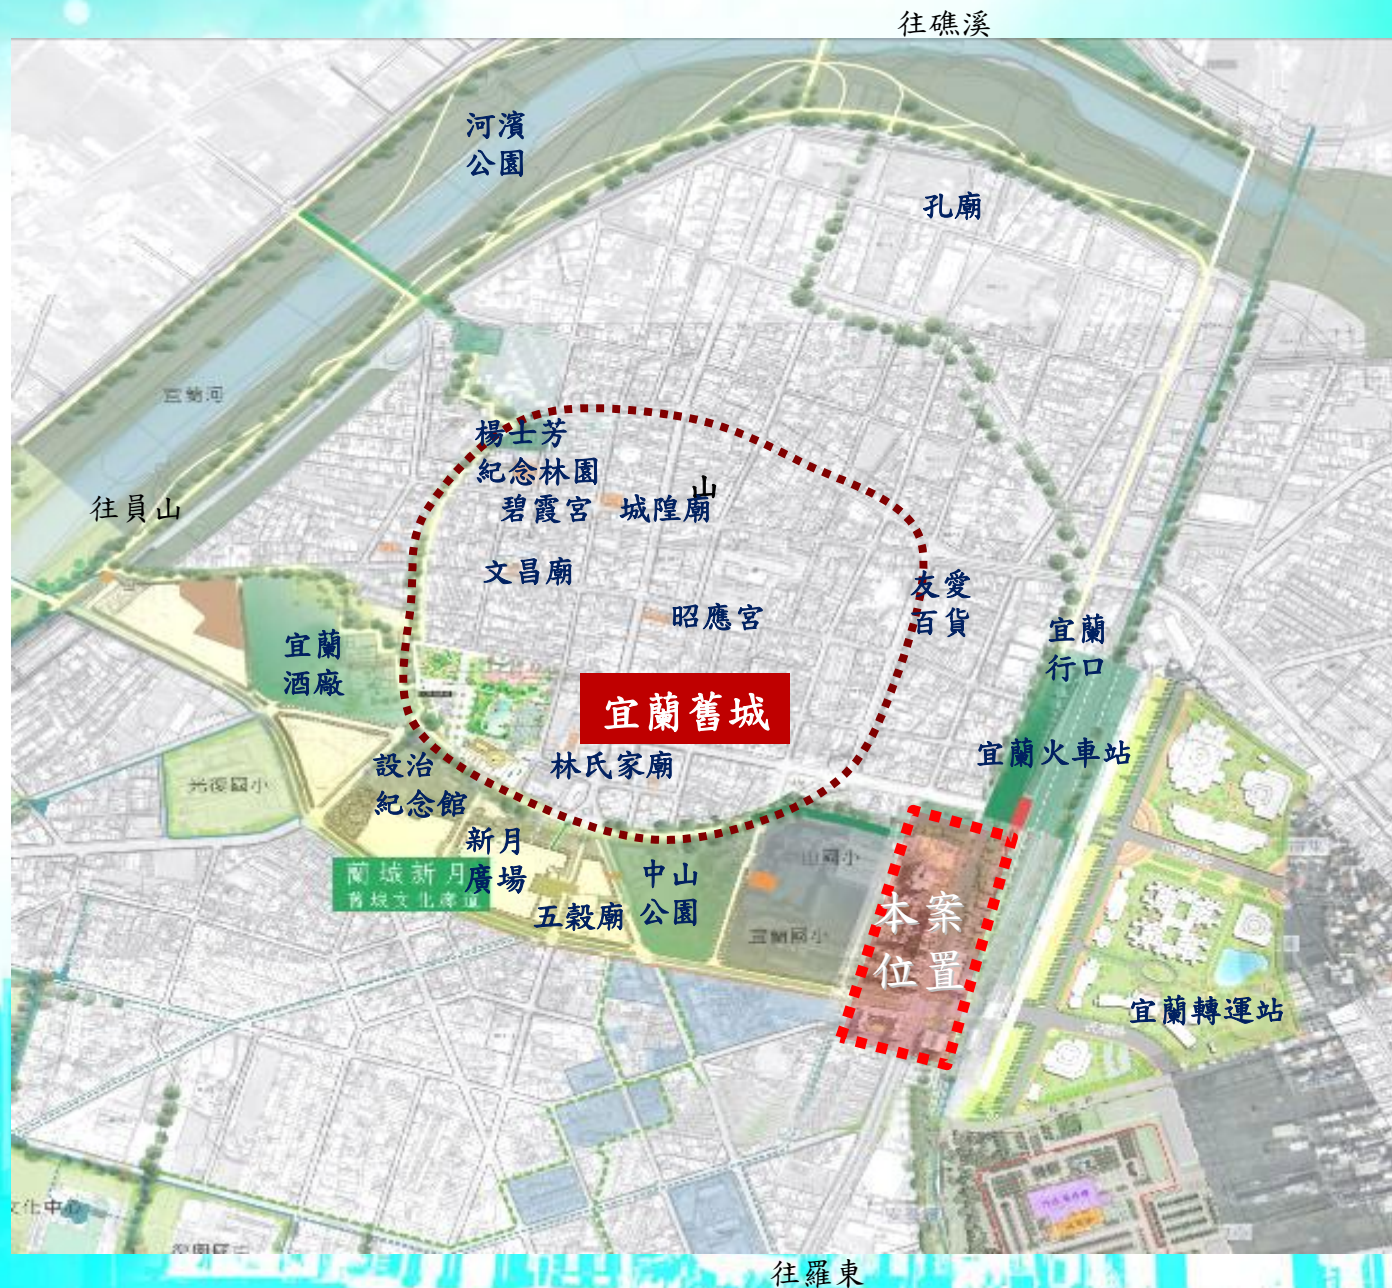 往礁溪
河濱
公園
孔廟
宜蘭河
往員山
楊士芳
紀念林園
山
碧霞宮
城隍廟
文昌廟
昭應宮
友愛
百貨
宜蘭
行口
宜蘭
酒廠
宜蘭舊城
宜蘭火車站
設治
紀念館
林氏家廟
光復國小
新月
廣場
蘭城新月
舊城文化廊道
中山
公園
山國小
五穀廟
宜蘭國小
本案
位置
宜蘭轉運站
文化中心
往羅東